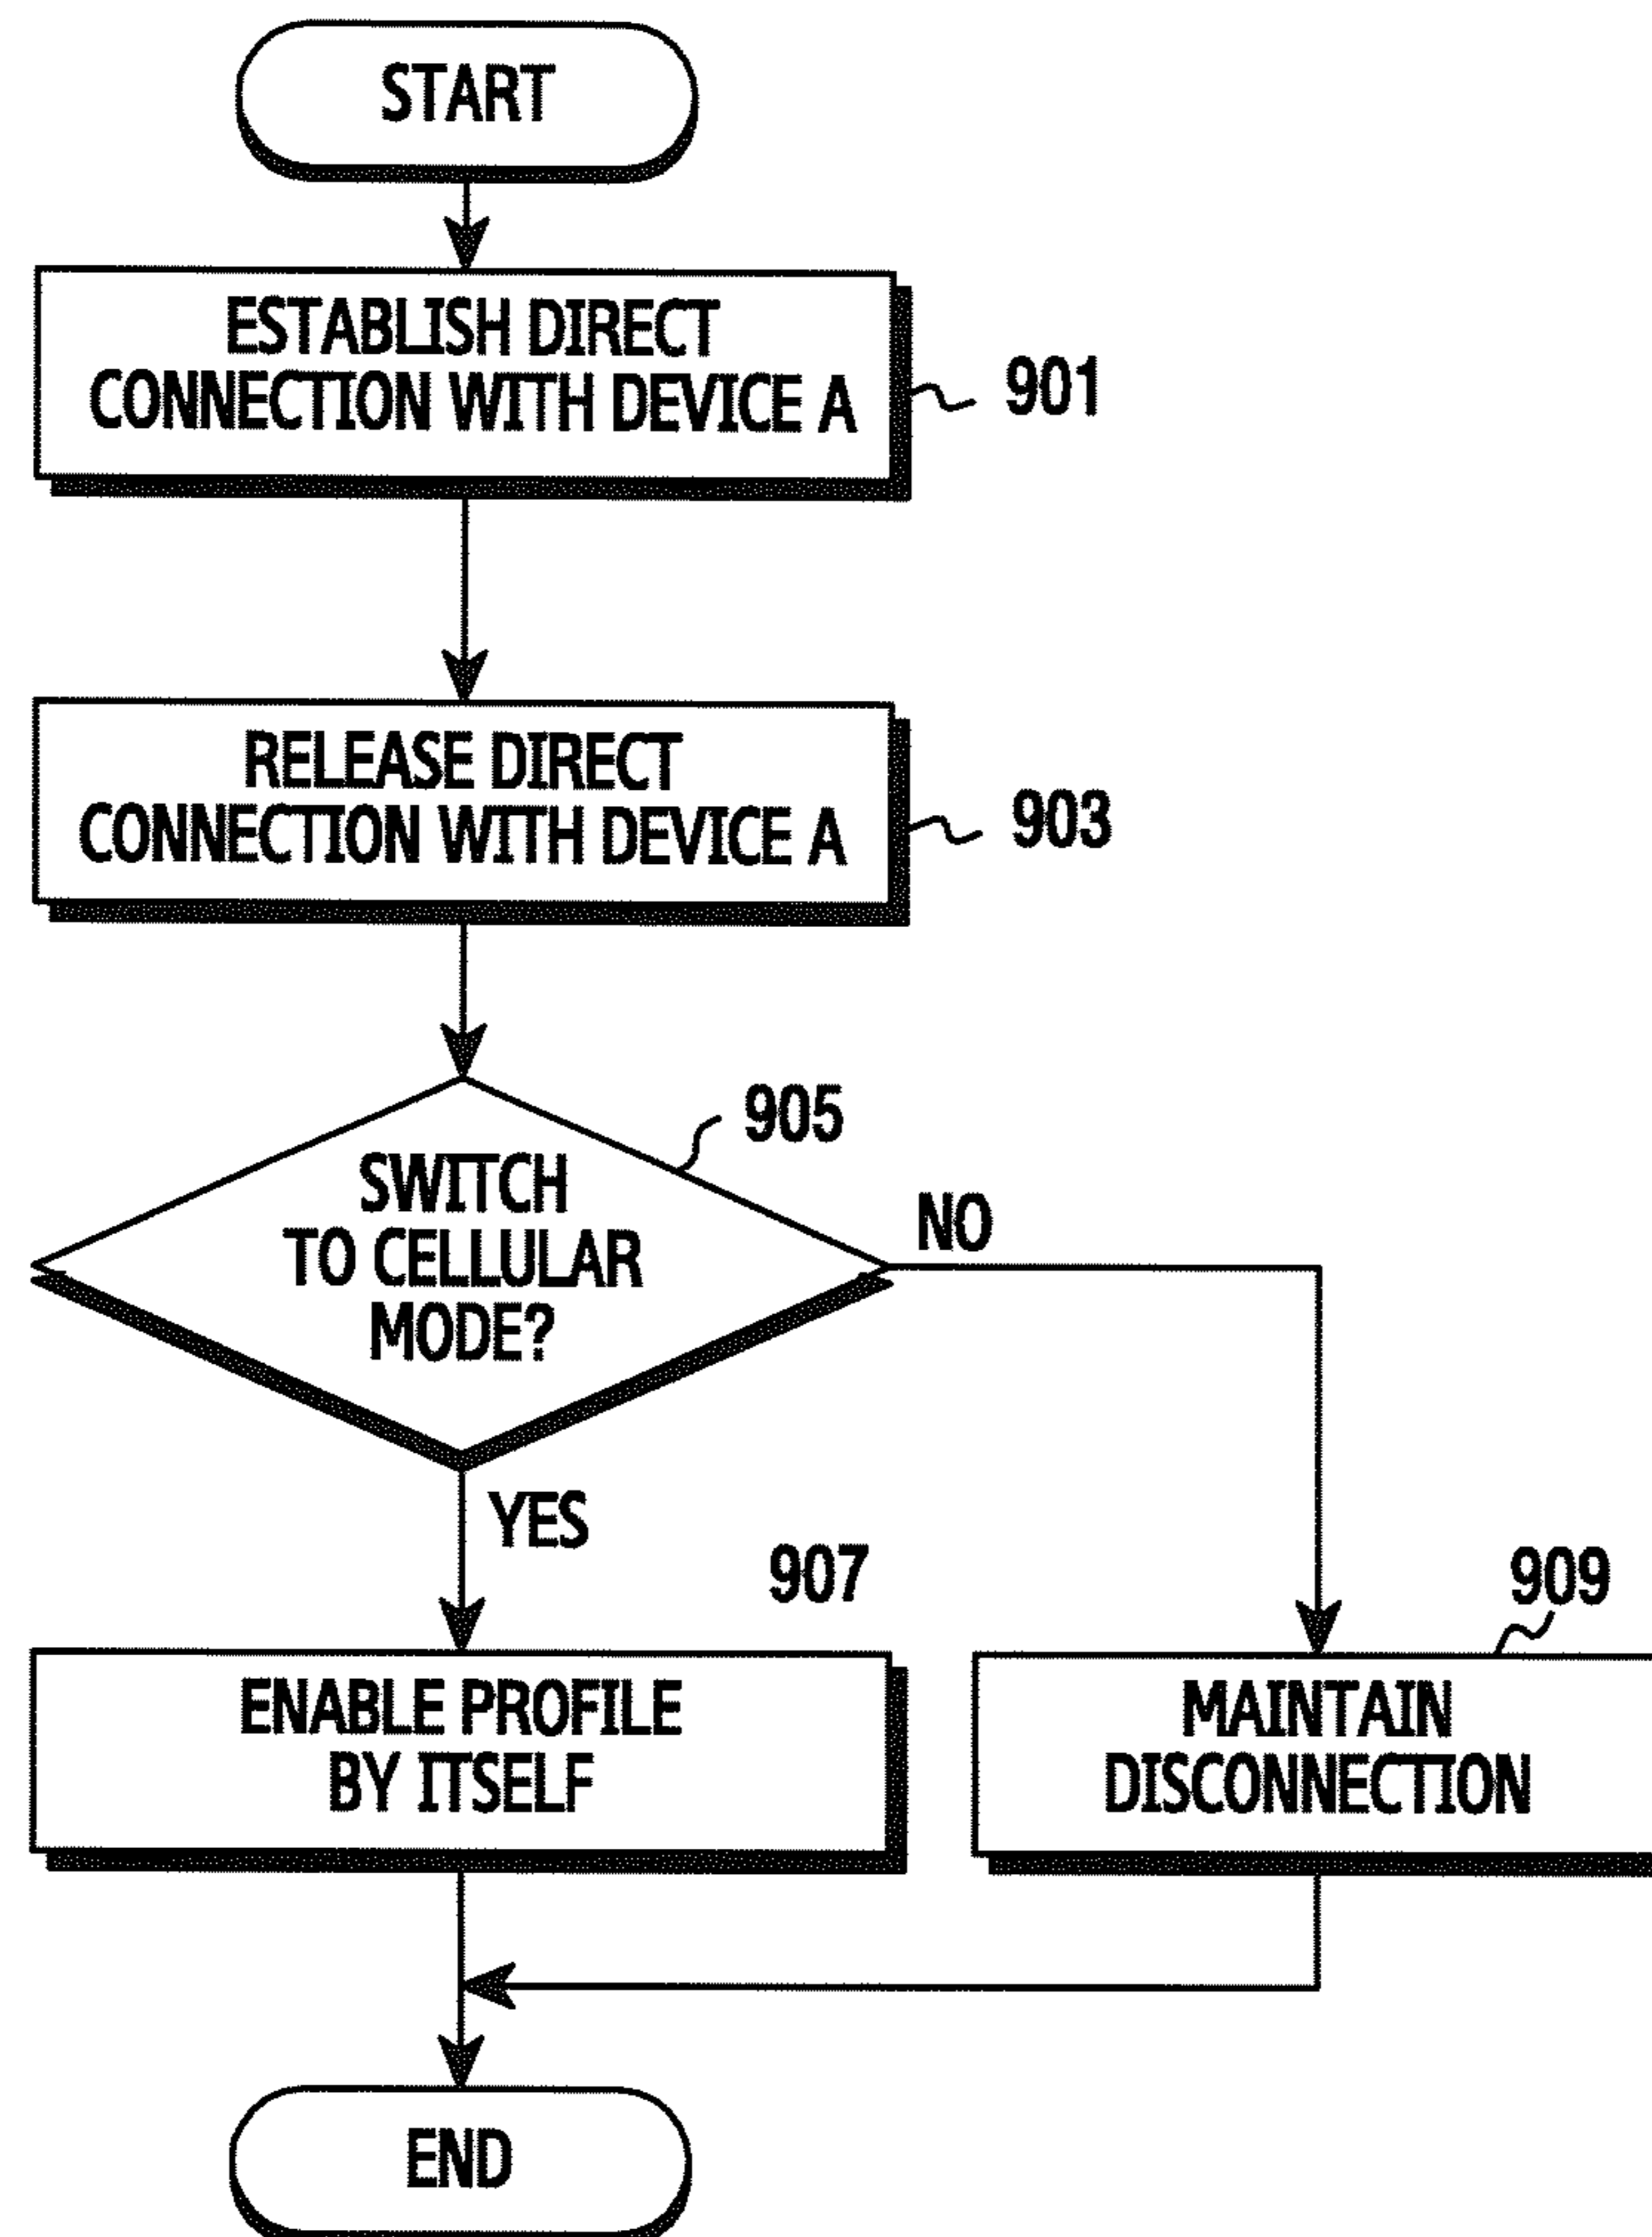 START
ESTABLISH DIRECT
CONNECTION WITH DEVICE A
901
RELEASE DIRECT
CONNECTION WITH DEVICE A
903
905
SWITCH
TO CELLULAR
MODE?
NO
YES
907
909
ENABLE PROFILE
BY ITSELF
MAINTAIN
DISCONNECTION
END